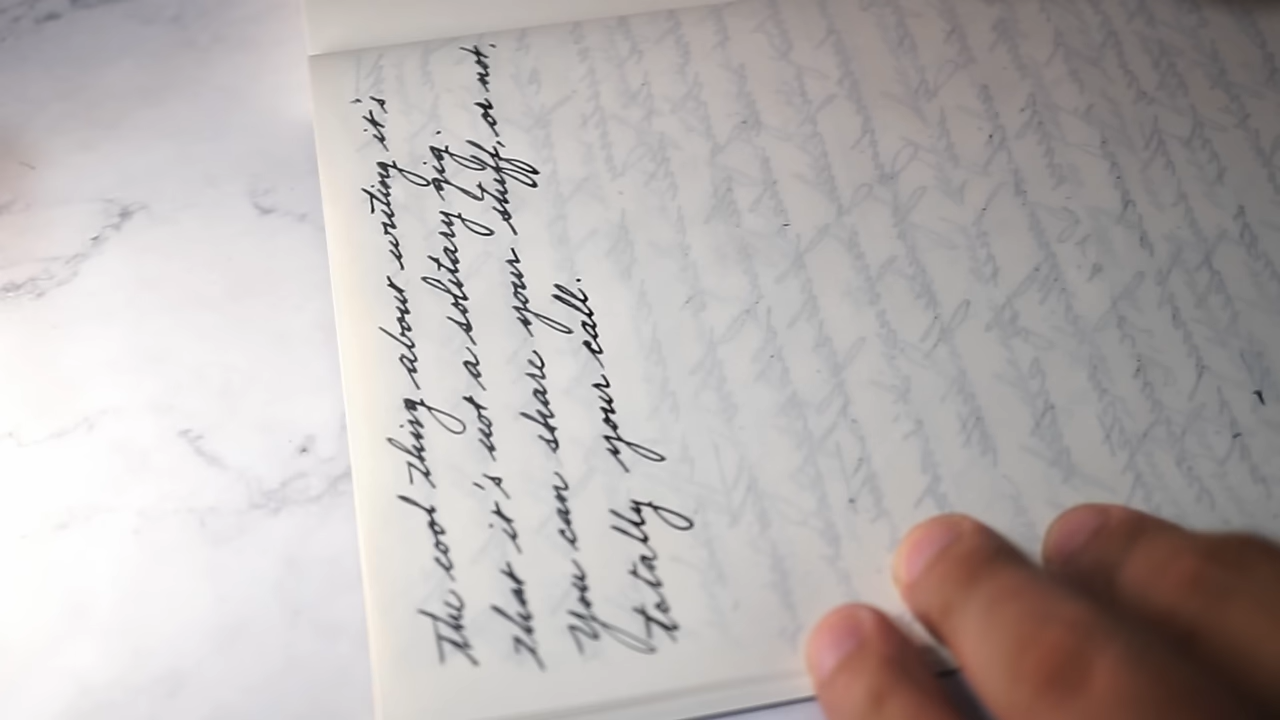 The cool thing about writing it's
that it's not a solitary gig.
You can share your stuff, or not,
totally your call.